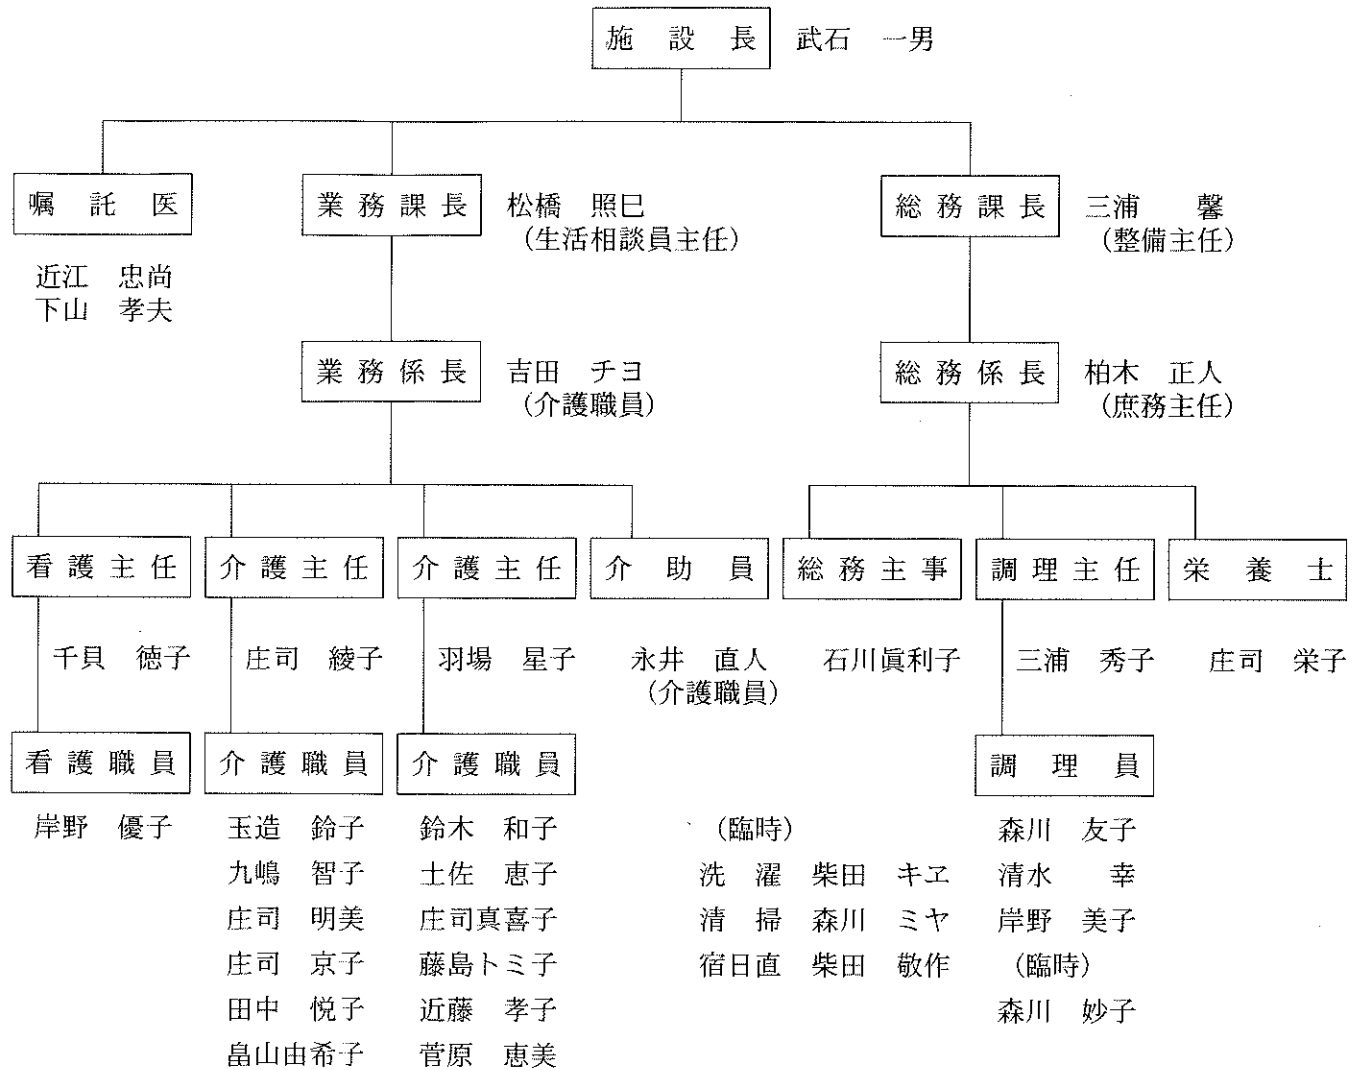 施設長 武石 一男
嘱託医 業務課長 松橋 照巳 総務課長 三浦 馨
(生活相談員主任) (整備主任)
近江 忠尚
下山 孝夫
業務係長 吉田 チヨ 総務係長 柏木 正人
(介護職員) (庶務主任)
看護主任 介護主任 介護主任 介助員 総務主事 調理主任 栄養士
千貝 徳子 庄司 綾子 羽場 星子 永井 直人 石川眞利子 三浦 秀子 庄司 栄子
(介護職員)
看護職員 介護職員 介護職員 調理員
岸野 優子 玉造 鈴子 鈴木 和子 (臨時) 森川 友子
九嶋 智子 土佐 恵子 洗濯 柴田 キヱ 清水 幸
庄司 明美 庄司真喜子 清掃 森川 ミヤ 岸野 美子
庄司 京子 藤島トミ子 宿日直 柴田 敬作 (臨時)
田中 悦子 近藤 孝子 森川 妙子
畠山由希子 菅原 恵美